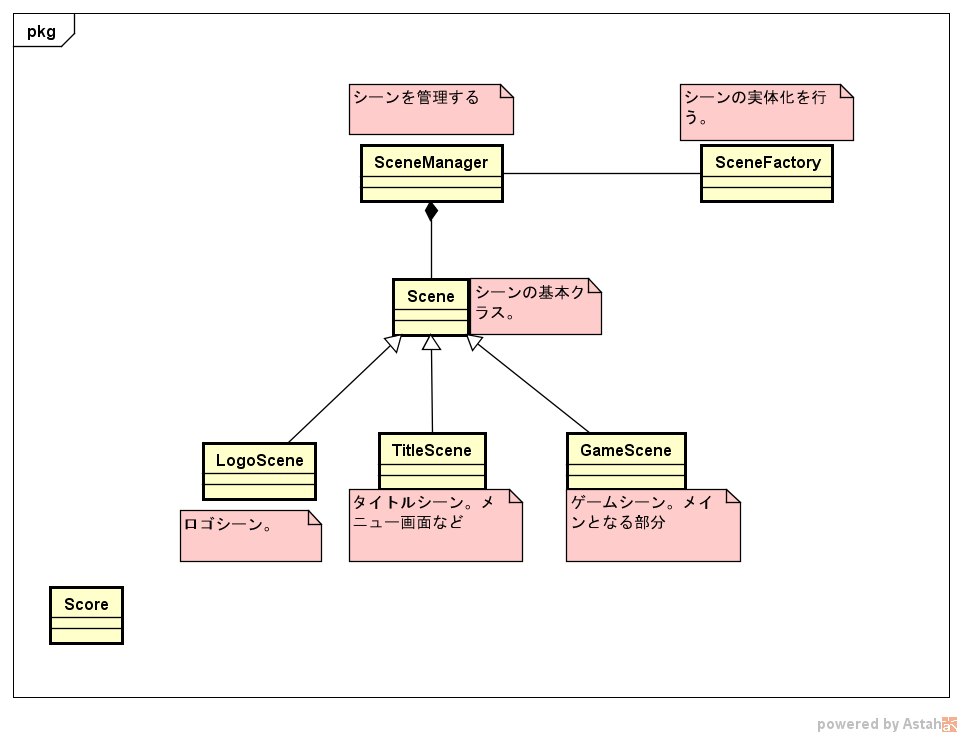 pkg
シーンを管理する
シーンの実体化を行
う。
SceneManager
SceneFactory
Scene
シーンの基本ク
ラス。
LogoScene
TitleScene
GameScene
ロゴシーン。
タイトルシーン。メ
ニュー画面など
ゲームシーン。メイ
ンとなる部分
Score
powered by Astah